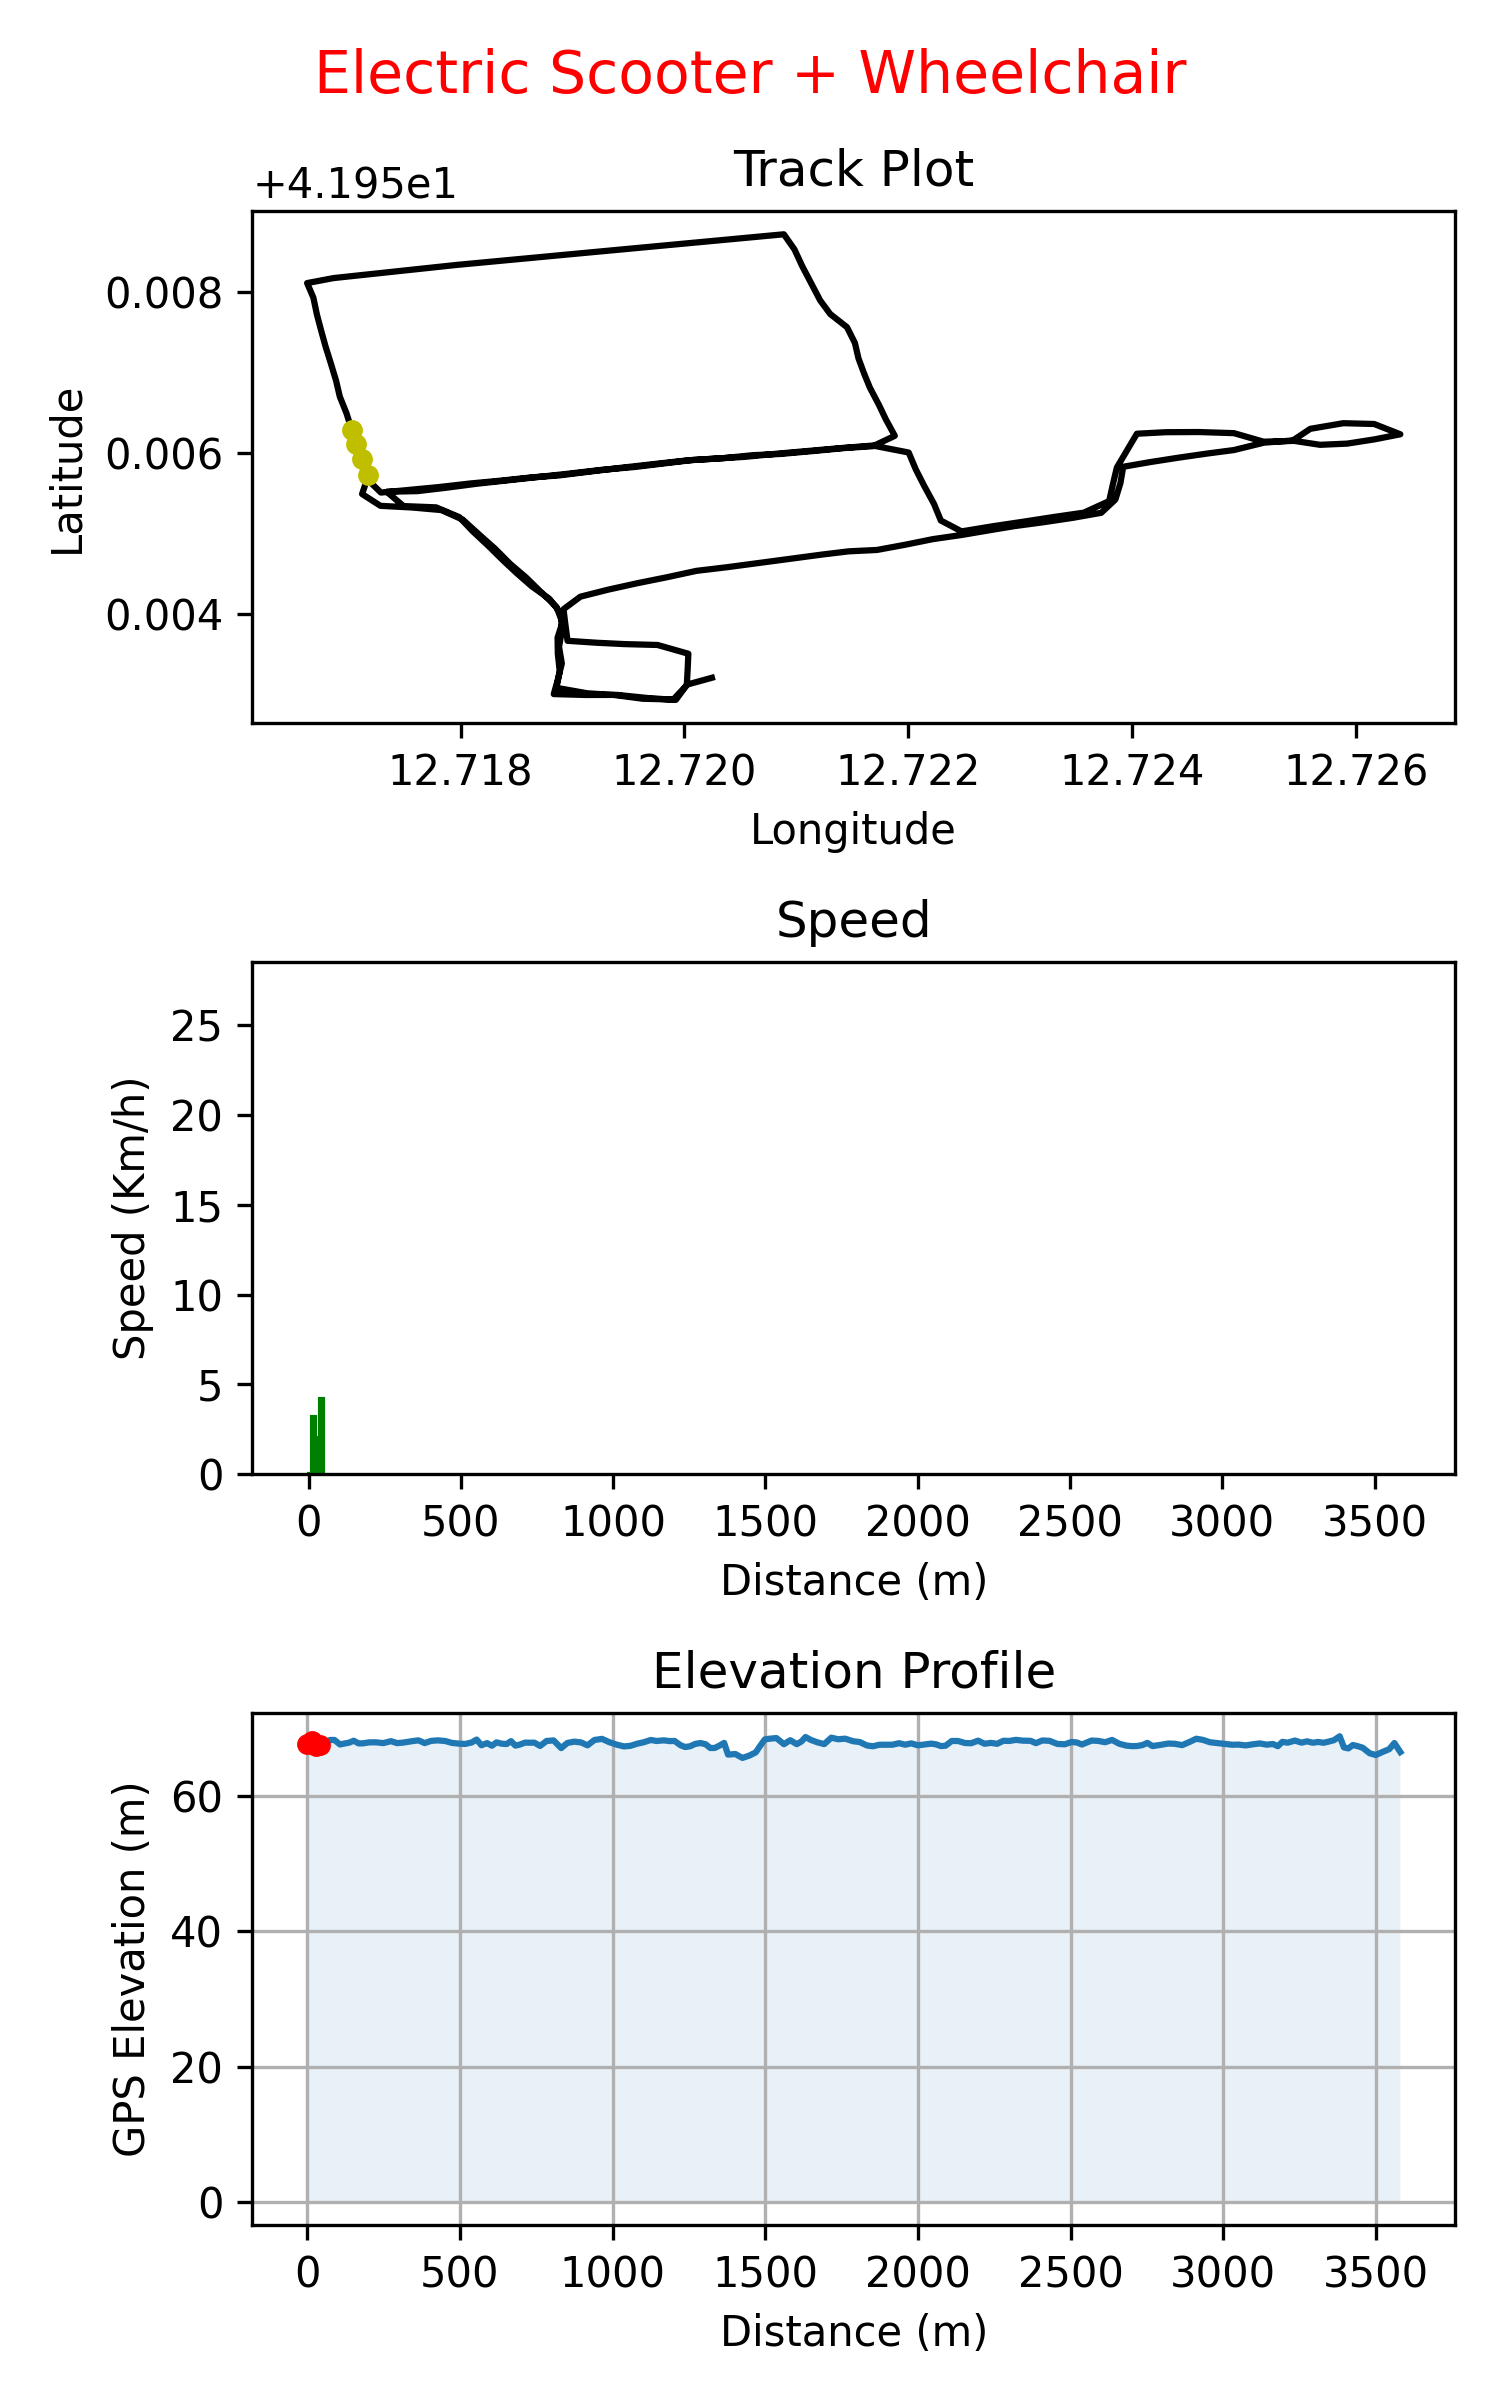 Electric Scooter + Wheelchair
Track Plot
+4.195e1
0.008
0.006
0.004
Latitude
12.718 12.720 12.722 12.724 12.726
Longitude
Speed
25
20
15
10
5
0
Speed (Km/h)
0 500 1000 1500 2000 2500 3000 3500
Distance (m)
Elevation Profile
60
40
20
0
GPS Elevation (m)
0 500 1000 1500 2000 2500 3000 3500
Distance (m)